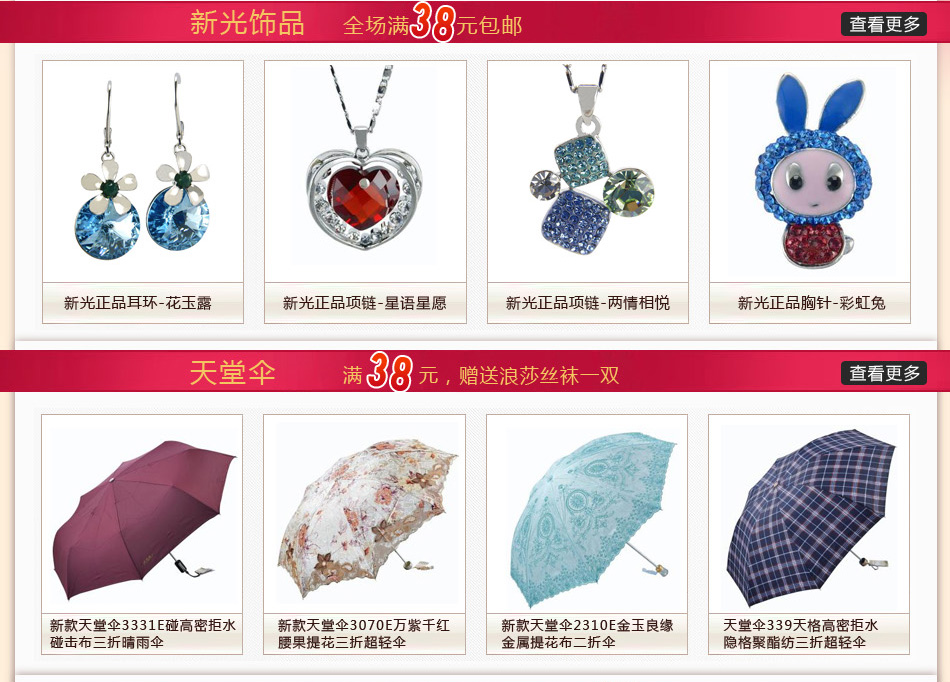 新光饰品 全场满38元包邮 查看更多
新光正品耳环-花玉露
新光正品项链-星语星愿
新光正品项链-两情相悦
新光正品胸针-彩虹兔
天堂伞 满38元，赠送浪莎丝袜一双 查看更多
新款天堂伞3331E碰高密拒水
碰击布三折晴雨伞
新款天堂伞3070E万紫千红
腰果提花三折超轻伞
新款天堂伞2310E金玉良缘
金属提花布二折伞
天堂伞339天格高密拒水
隐格聚酯纺三折超轻伞